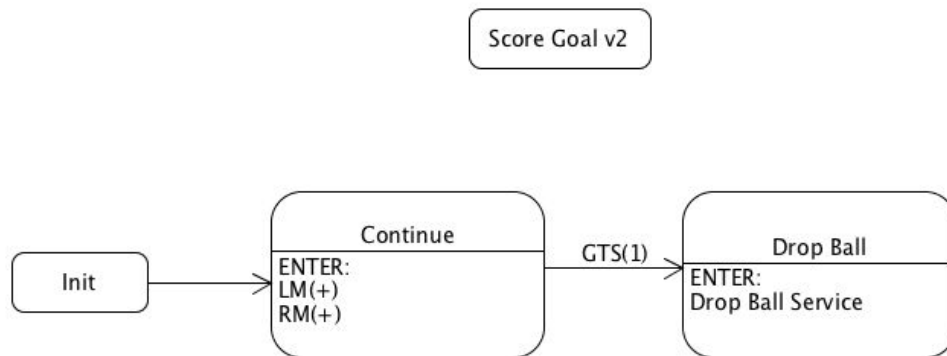 Score Goal v2
Init
Continue
ENTER:
LM(+)
RM(+)
GTS(1)
Drop Ball
ENTER:
Drop Ball Service